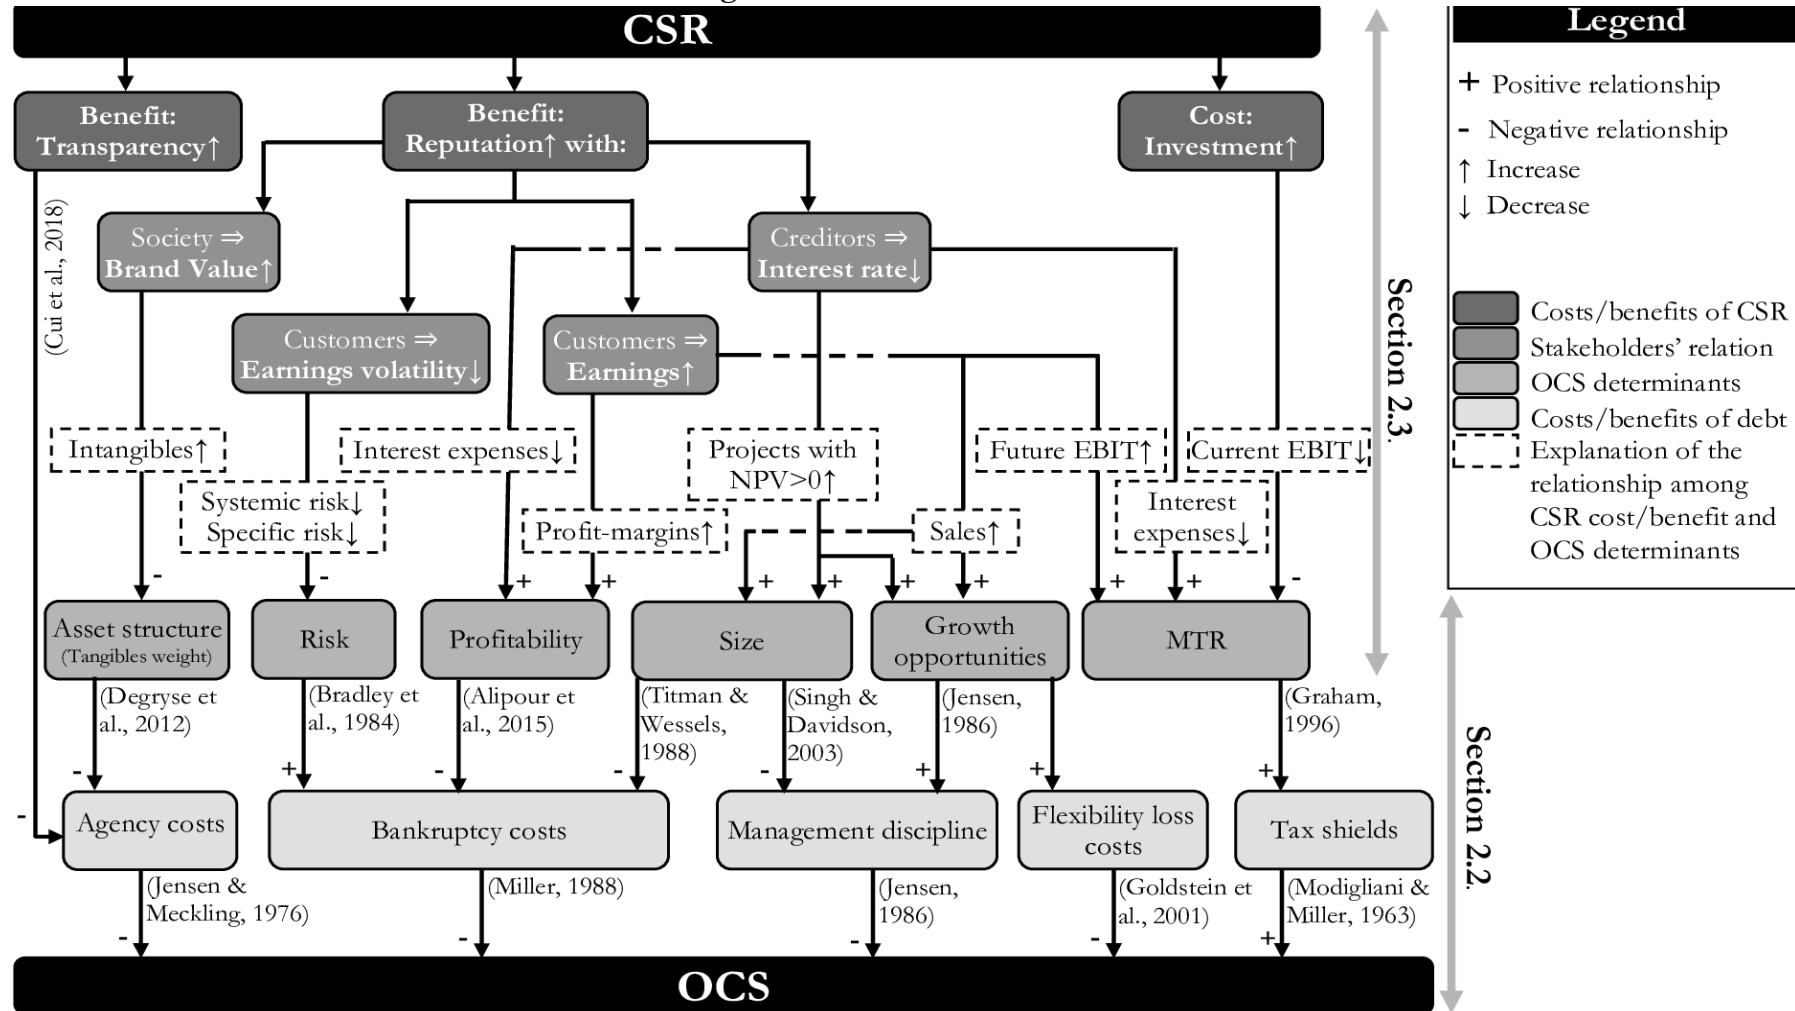 CSR
Legend
Benefit:
Transparency↑
Benefit:
Reputation↑ with:
Cost:
Investment↑
+ Positive relationship
- Negative relationship
↑ Increase
↓ Decrease
(Cui et al., 2018)
Society ⇒
Brand Value↑
Creditors ⇒
Interest rate↓
Customers ⇒
Earnings volatility↓
Customers ⇒
Earnings↑
Section 2.3.
Costs/benefits of CSR
Stakeholders' relation
OCS determinants
Costs/benefits of debt
Explanation of the
relationship among
CSR cost/benefit and
OCS determinants
Intangibles↑
Systemic risk↓
Specific risk↓
Interest expenses↓
Profit-margins↑
Projects with
NPV>0↑
Sales↑
Future EBIT↑
Interest
expenses↓
Current EBIT↓
- - + + + + + + + + -
Asset structure
(Tangibles weight)
Risk
Profitability
Size
Growth
opportunities
MTR
(Degryse et
al., 2012)
(Bradley et
al., 1984)
(Alipour et
al., 2015)
(Titman &
Wessels,
1988)
(Singh &
Davidson,
2003)
(Jensen,
1986)
(Graham,
1996)
- + - - - + + +
-
Agency costs
Bankruptcy costs
Management discipline
Flexibility loss
costs
Tax shields
Section 2.2.
(Jensen &
Meckling, 1976)
(Miller, 1988)
(Jensen,
1986)
(Goldstein et
al., 2001)
(Modigliani &
Miller, 1963)
- - - - +
OCS